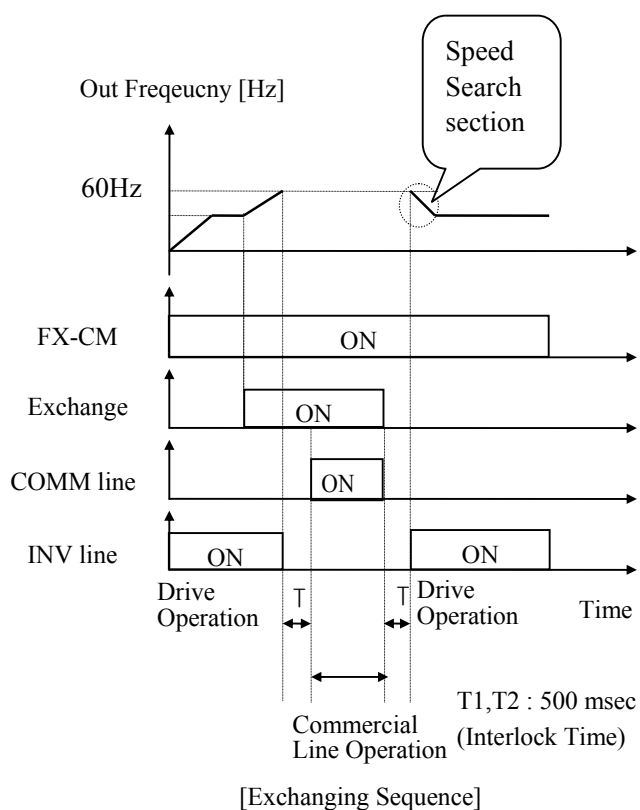 Speed
Search
section
Out Freqeucny [Hz]
60Hz
FX-CM
ON
Exchange
ON
COMM line
ON
INV line
ON
ON
Drive
Operation
T
T
Drive
Operation
Time
Commercial
Line Operation
T1,T2 : 500 msec
(Interlock Time)
[Exchanging Sequence]